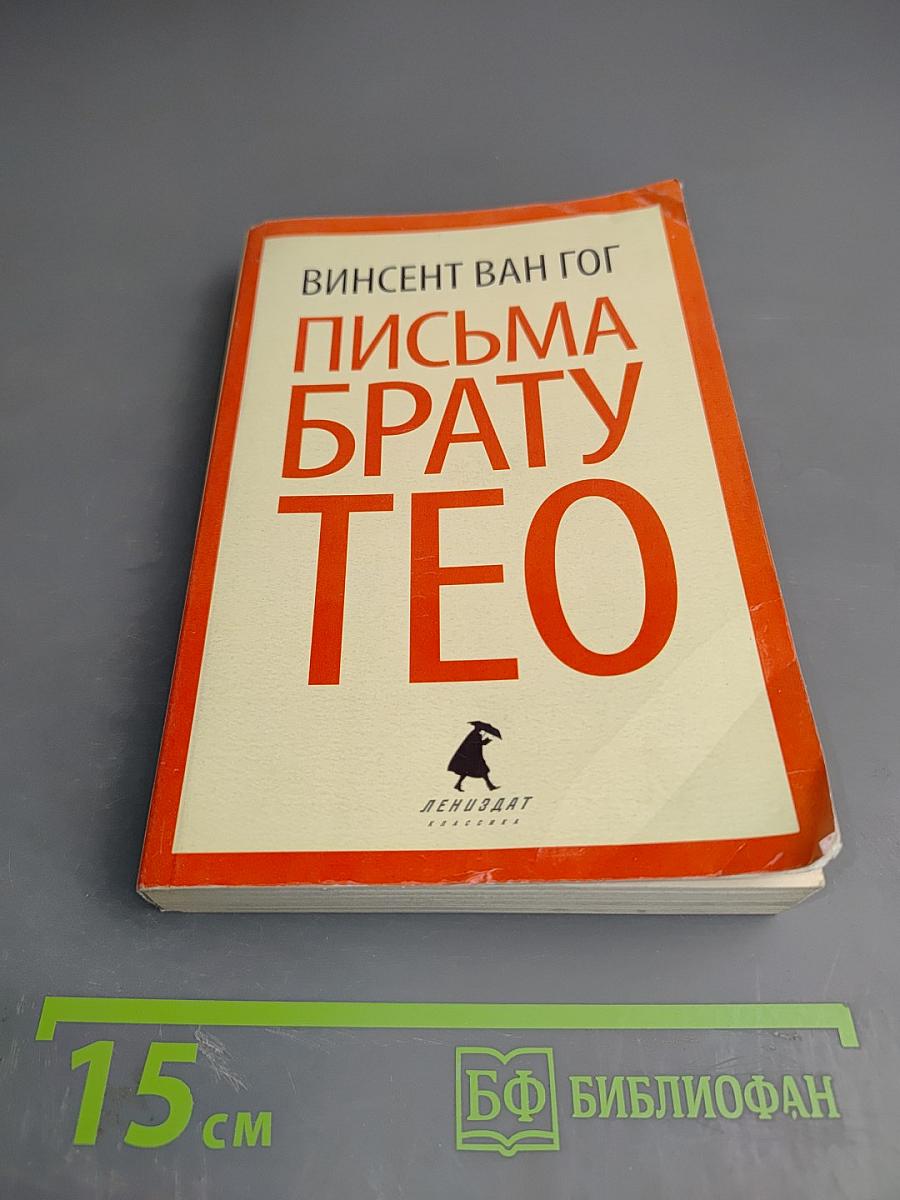 ВИНСЕНТ ВАН ГОГ
ПИСЬМА
БРАТУ
ТЕО
ЛЕНИЗДАТ
КЛАССИКА
15 см
БФ БИБЛИОФАН